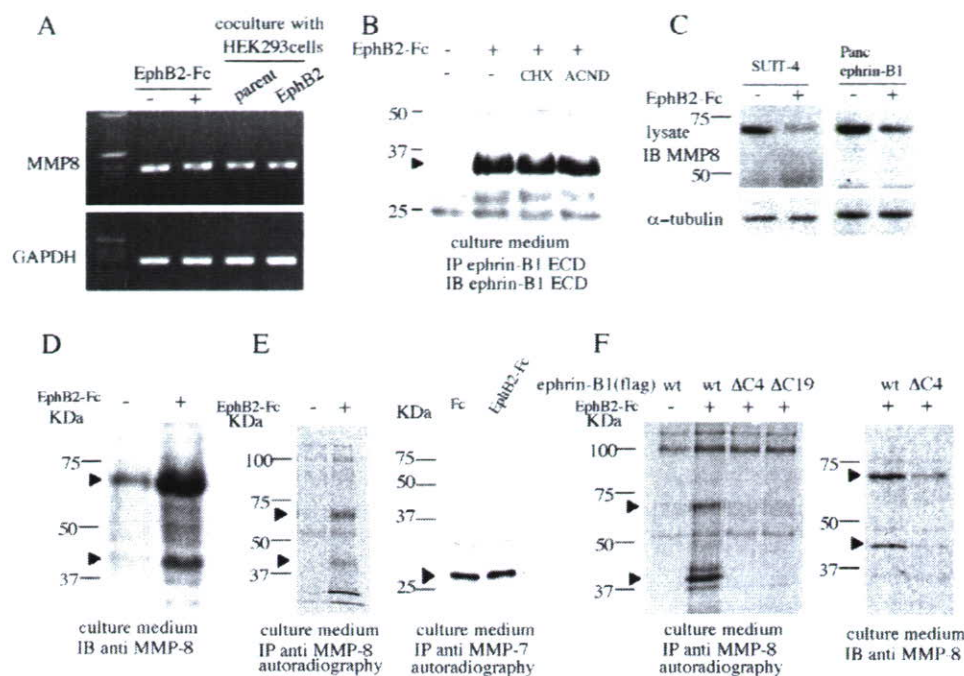 A
coculture with
HEK293cells
EphB2-Fc
parent
EphB2
- +
MMP8
GAPDH
B
EphB2-Fc - + + +
- - CHX ACND
50
37
25
culture medium
IP ephrin-B1 ECD
IB ephrin-B1 ECD
C
SUIT-4
Panc
ephrin-B1
EphB2-Fc - + - +
75
lysate
IB MMP8
50
α-tubulin
D
EphB2-Fc - +
KDa
75
50
37
culture medium
IB anti MMP-8
E
EphB2-Fc - +
KDa
100
75
50
37
culture medium
IP anti MMP-8
autoradiography
Fc
EphB2-Fc
KDa
75
50
37
25
culture medium
IP anti MMP-7
autoradiography
F
ephrin-B1(flag) wt wt ΔC4 ΔC19
EphB2-Fc - + + +
KDa
100
75
50
37
culture medium
IP anti MMP-8
autoradiography
wt ΔC4
+ +
75
50
37
culture medium
IB anti MMP-8